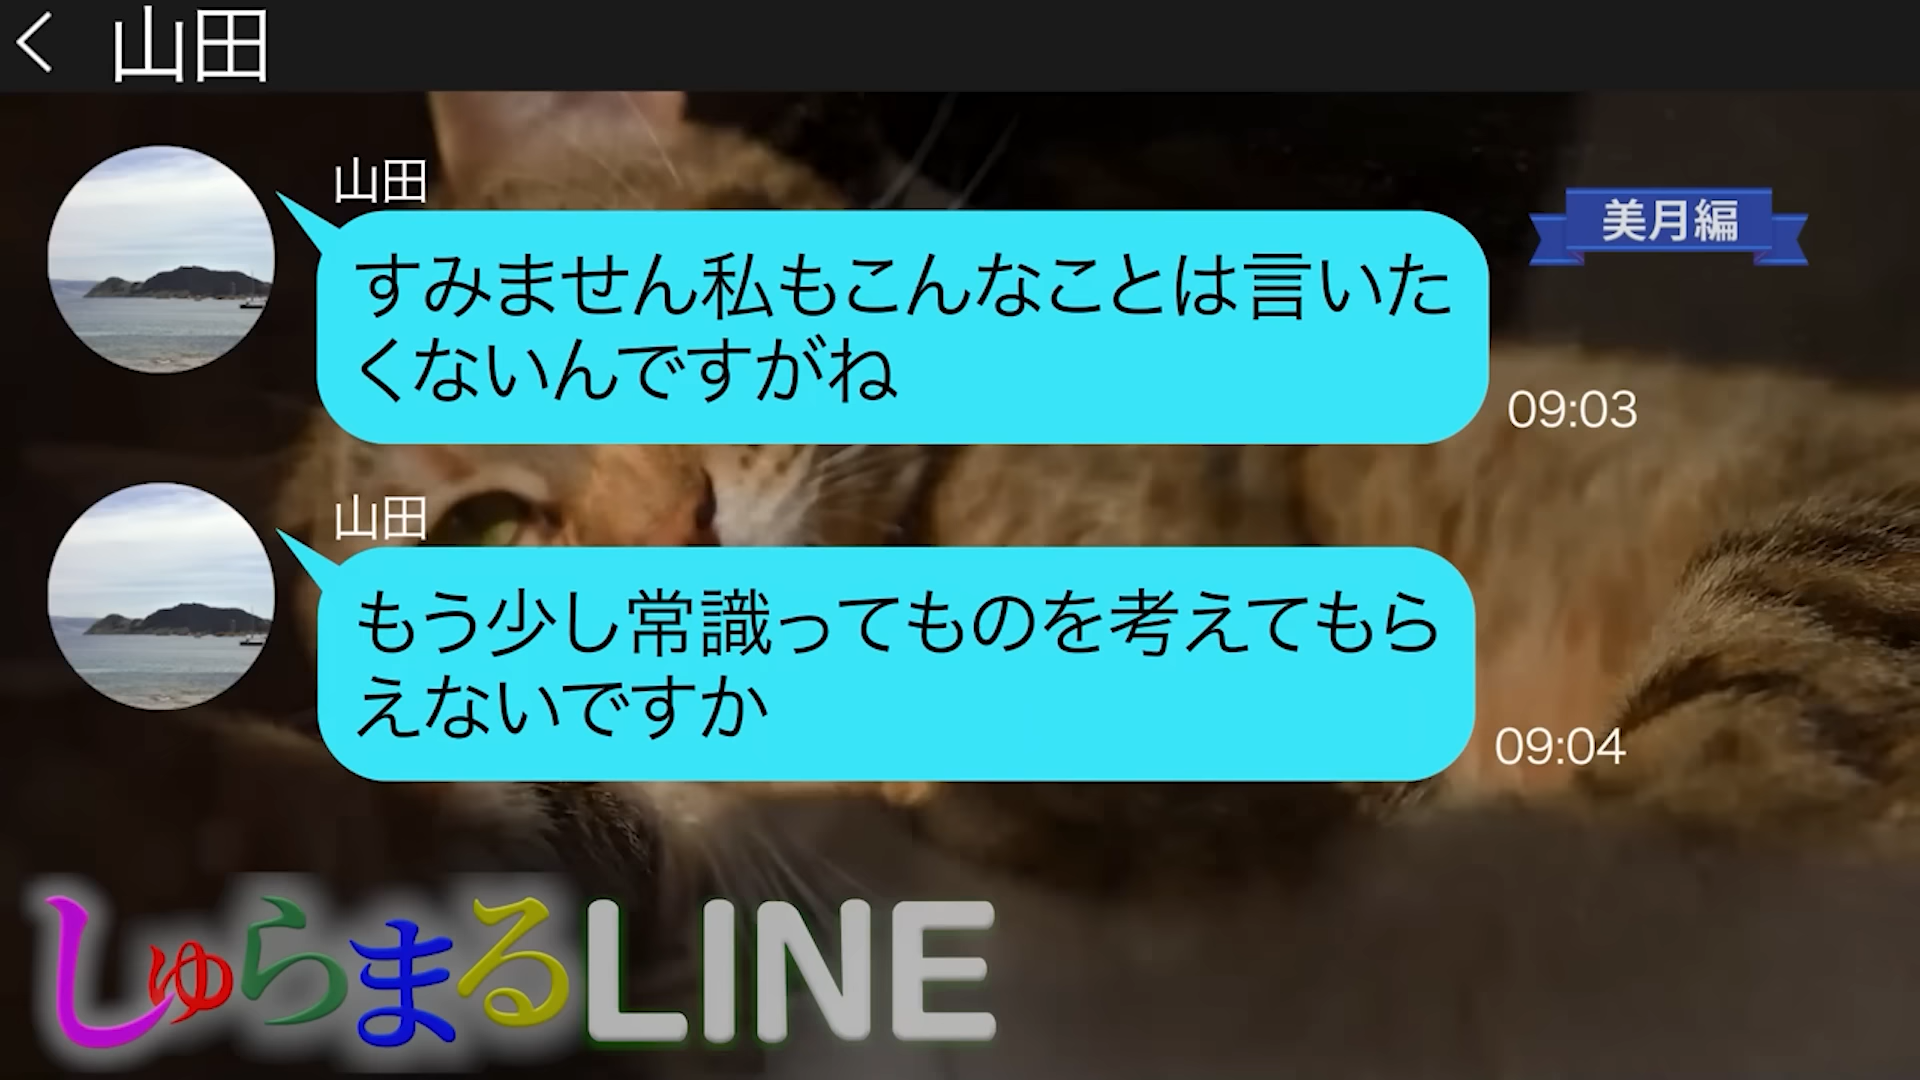 山田
山田
美月編
すみません私もこんなことは言いた
くないんですがね
09:03
山田
もう少し常識ってものを考えてもら
えないですか
09:04
しゅらまるLINE